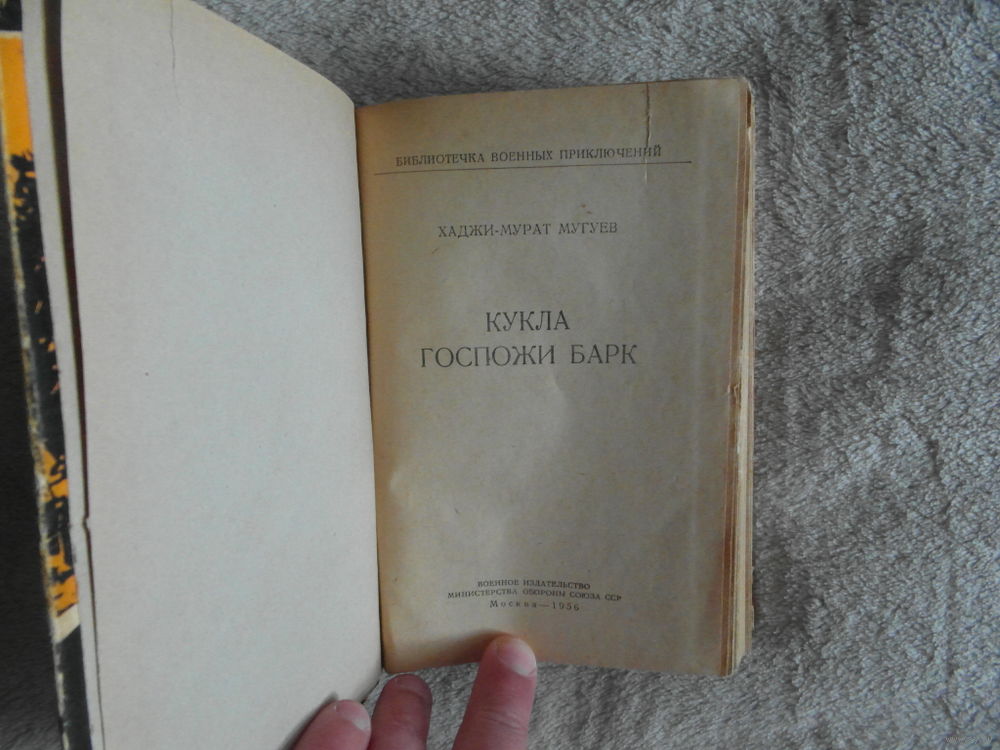 БИБЛИОТЕЧКА ВОЕННЫХ ПРИКЛЮЧЕНИЙ
ХАДЖИ-МУРАТ МУГУЕВ
КУКЛА
ГОСПОЖИ БАРК
ВОЕННОЕ ИЗДАТЕЛЬСТВО
МИНИСТЕРСТВА ОБОРОНЫ СОЮЗА ССР
Москва—1956